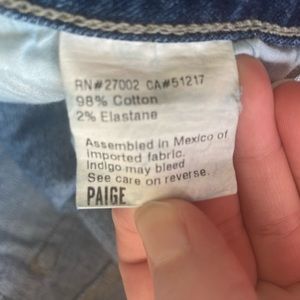 RN#27002 CA#51217
98% Cotton
2% Elastane
Assembled in Mexico of
imported fabric.
Indigo may bleed
See care on reverse.
PAIGE